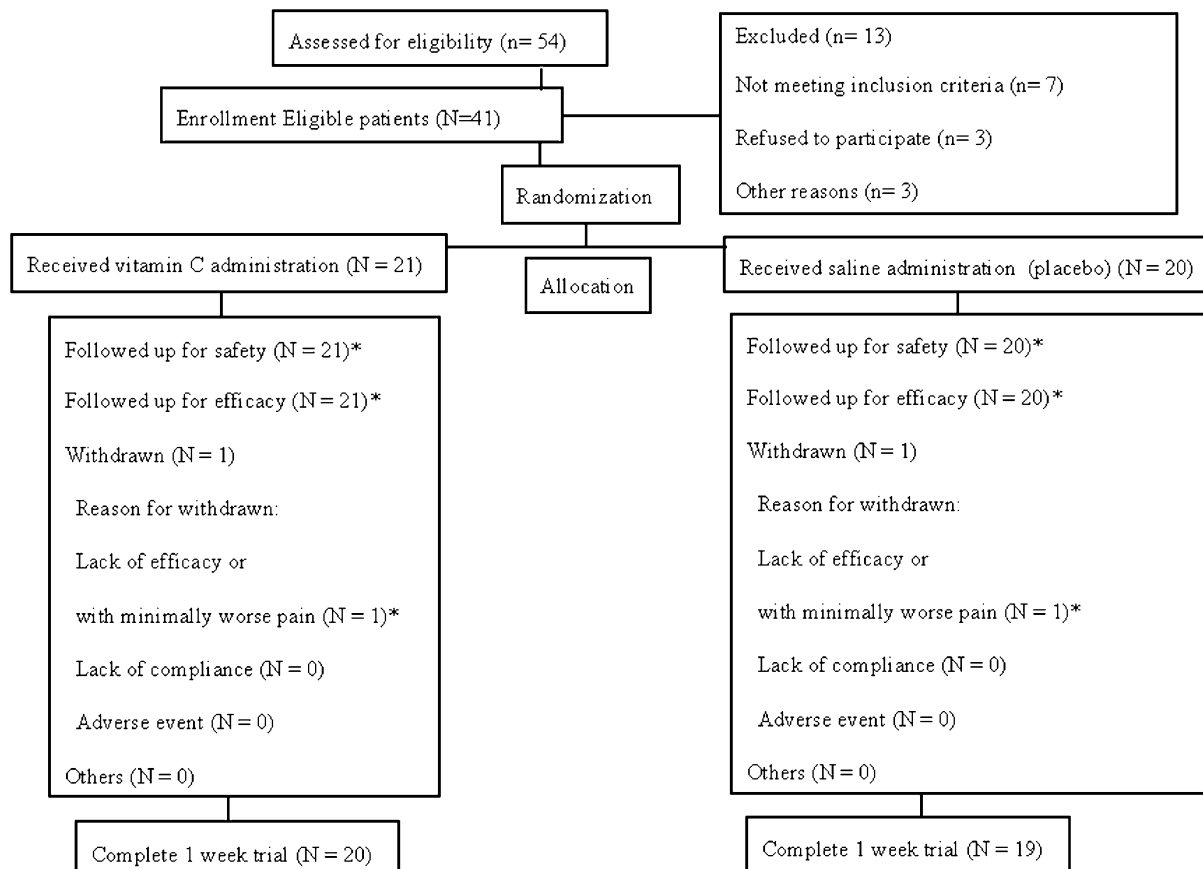 Assessed for eligibility (n= 54)
Excluded (n= 13)
Not meeting inclusion criteria (n= 7)
Refused to participate (n= 3)
Other reasons (n= 3)
Enrollment Eligible patients (N=41)
Randomization
Allocation
Received vitamin C administration (N = 21)
Followed up for safety (N = 21)*
Followed up for efficacy (N = 21)*
Withdrawn (N = 1)
Reason for withdrawn:
Lack of efficacy or
with minimally worse pain (N = 1)*
Lack of compliance (N = 0)
Adverse event (N = 0)
Others (N = 0)
Complete 1 week trial (N = 20)
Received saline administration (placebo) (N = 20)
Followed up for safety (N = 20)*
Followed up for efficacy (N = 20)*
Withdrawn (N = 1)
Reason for withdrawn:
Lack of efficacy or
with minimally worse pain (N = 1)*
Lack of compliance (N = 0)
Adverse event (N = 0)
Others (N = 0)
Complete 1 week trial (N = 19)